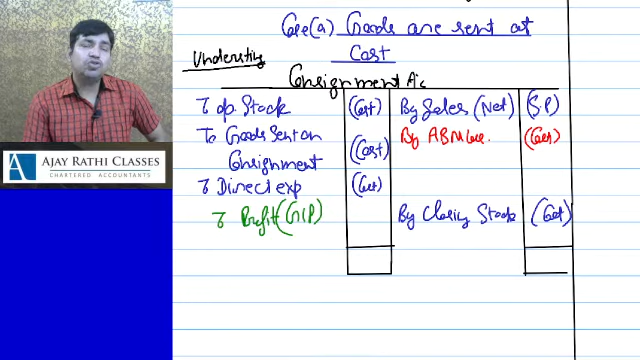 Case (a) Goods are sent at
Cost
Understanding
Consignment A/c
To op. Stock (Cost) By Sales (Net) (S.P)
To Goods Sent on (Cost) By ABN Loss. (Cost)
Consignment
To Direct exp (Cost)
To Profit (G/P) By Closing Stock (Cost)
AJAY RATHI CLASSES
CHARTERED ACCOUNTANTS